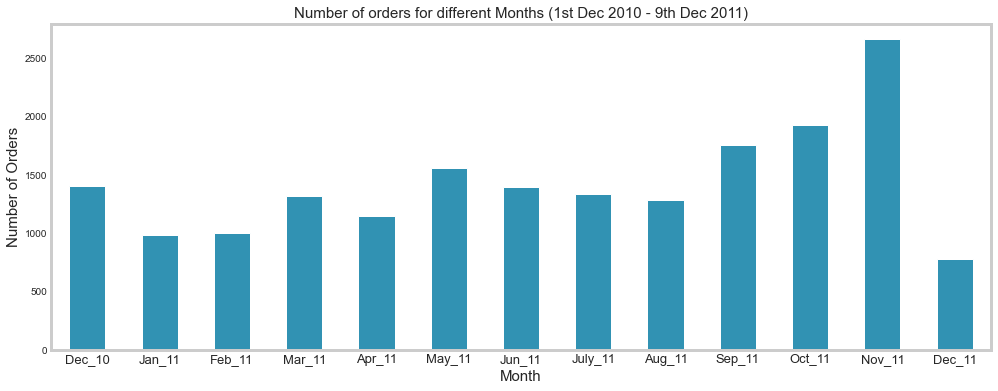 Number of orders for different Months (1st Dec 2010 - 9th Dec 2011)
Number of Orders
2500
2000
1500
1000
500
0
Dec_10 Jan_11 Feb_11 Mar_11 Apr_11 May_11 Jun_11 July_11 Aug_11 Sep_11 Oct_11 Nov_11 Dec_11
Month